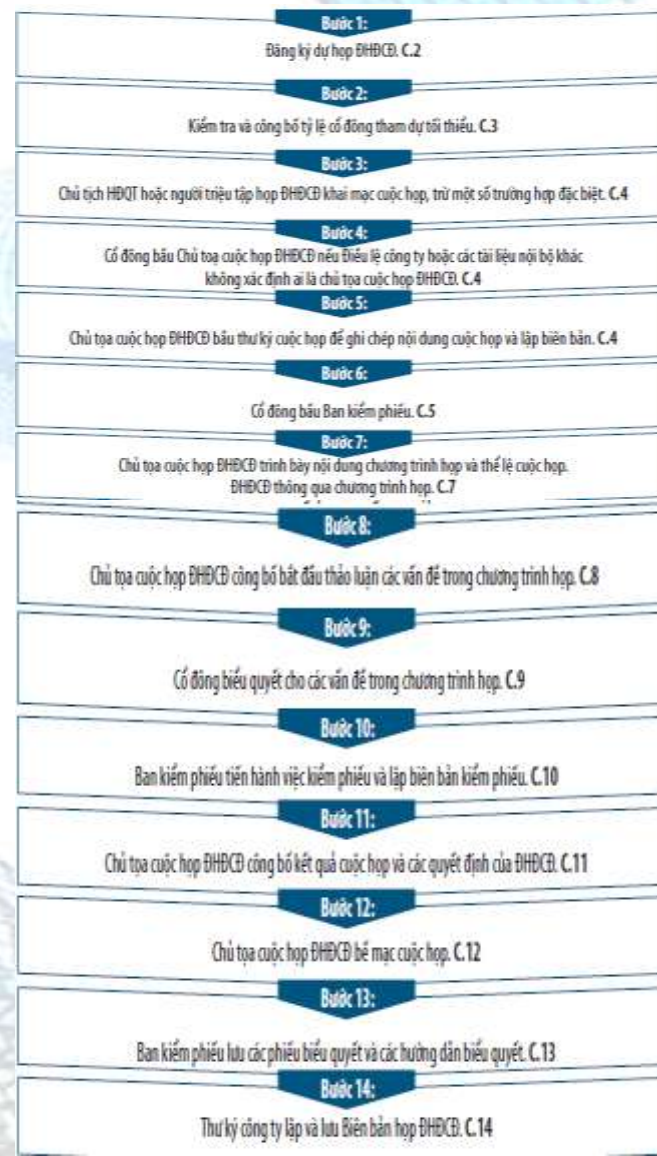 Bước 1:
Đăng ký dự họp ĐHĐCĐ. C.2
Bước 2:
Kiểm tra và công bố tỷ lệ cổ đông tham dự tối thiểu. C.3
Bước 3:
Chủ tịch HĐQT hoặc người triệu tập họp ĐHĐCĐ khai mạc cuộc họp, trừ một số trường hợp đặc biệt. C.4
Bước 4:
Cổ đông bầu Chủ toạ cuộc họp ĐHĐCĐ nếu Điều lệ công ty hoặc các tài liệu nội bộ khác
không xác định ai là chủ tọa cuộc họp ĐHĐCĐ. C.4
Bước 5:
Chủ tọa cuộc họp ĐHĐCĐ bầu thư ký cuộc họp để ghi chép nội dung cuộc họp và lập biên bản. C.4
Bước 6:
Cổ đông bầu Ban kiểm phiếu. C.5
Bước 7:
Chủ tọa cuộc họp ĐHĐCĐ trình bày nội dung chương trình họp và thể lệ cuộc họp.
ĐHĐCĐ thông qua chương trình họp. C.7
Bước 8:
Chủ tọa cuộc họp ĐHĐCĐ công bố bắt đầu thảo luận các vấn đề trong chương trình họp. C.8
Bước 9:
Cổ đông biểu quyết cho các vấn đề trong chương trình họp. C.9
Bước 10:
Ban kiểm phiếu tiến hành việc kiểm phiếu và lập biên bản kiểm phiếu. C.10
Bước 11:
Chủ tọa cuộc họp ĐHĐCĐ công bố kết quả cuộc họp và các quyết định của ĐHĐCĐ. C.11
Bước 12:
Chủ tọa cuộc họp ĐHĐCĐ bế mạc cuộc họp. C.12
Bước 13:
Ban kiểm phiếu lưu các phiếu biểu quyết và các hướng dẫn biểu quyết. C.13
Bước 14:
Thư ký công ty lập và lưu Biên bản họp ĐHĐCĐ. C.14